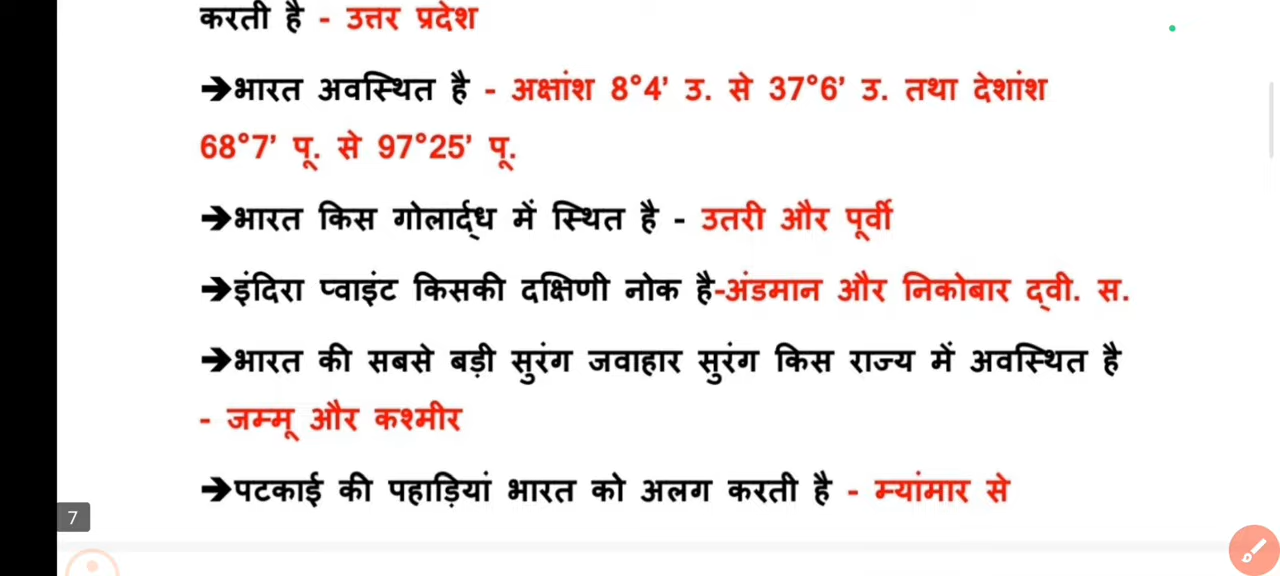 करती है - उत्तर प्रदेश
➔भारत अवस्थित है - अक्षांश 8°4’ उ. से 37°6’ उ. तथा देशांश
68°7’ पू. से 97°25’ पू.
➔भारत किस गोलार्द्ध में स्थित है - उतरी और पूर्वी
➔इंदिरा प्वाइंट किसकी दक्षिणी नोक है-अंडमान और निकोबार द्वी. स.
➔भारत की सबसे बड़ी सुरंग जवाहार सुरंग किस राज्य में अवस्थित है
- जम्मू और कश्मीर
➔पटकाई की पहाड़ियां भारत को अलग करती है - म्यांमार से
7